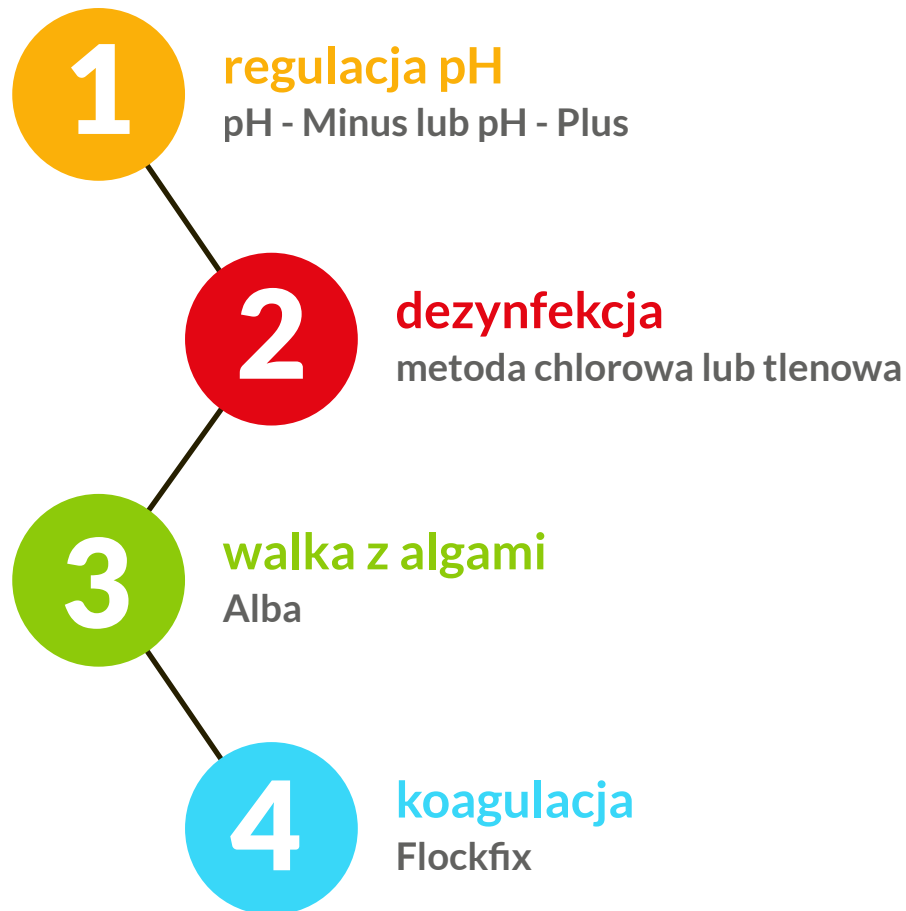 1
regulacja pH
pH - Minus lub pH - Plus
2
dezynfekcja
metoda chlorowa lub tlenowa
3
walka z algami
Alba
4
koagulacja
Flockfix